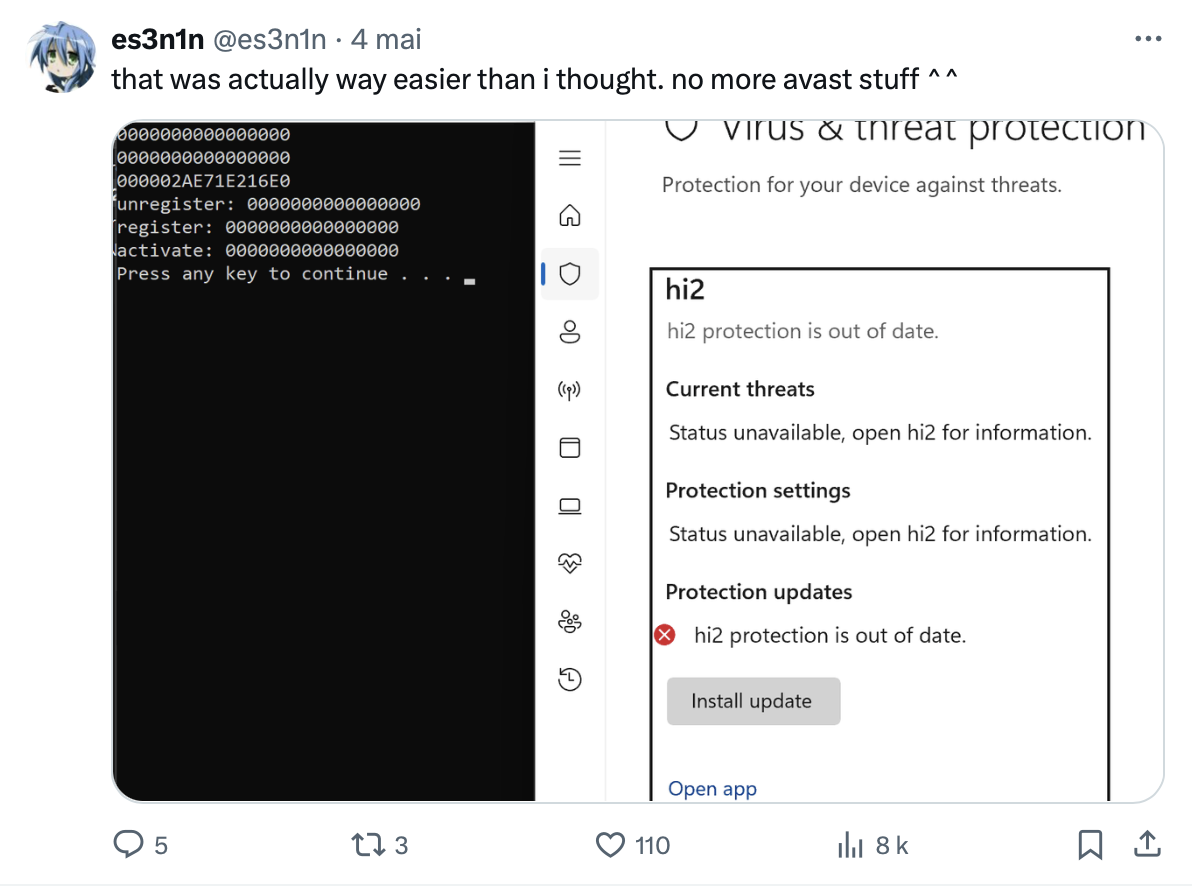 es3n1n @es3n1n · 4 mai
that was actually way easier than i thought. no more avast stuff ^ ^
0000000000000000
0000000000000000
000002AE71E216E0
unregister: 0000000000000000
register: 0000000000000000
activate: 0000000000000000
Press any key to continue . . .
Virus & threat protection
Protection for your device against threats.
hi2
hi2 protection is out of date.
Current threats
Status unavailable, open hi2 for information.
Protection settings
Status unavailable, open hi2 for information.
Protection updates
hi2 protection is out of date.
Install update
Open app
5
3
110
8 k